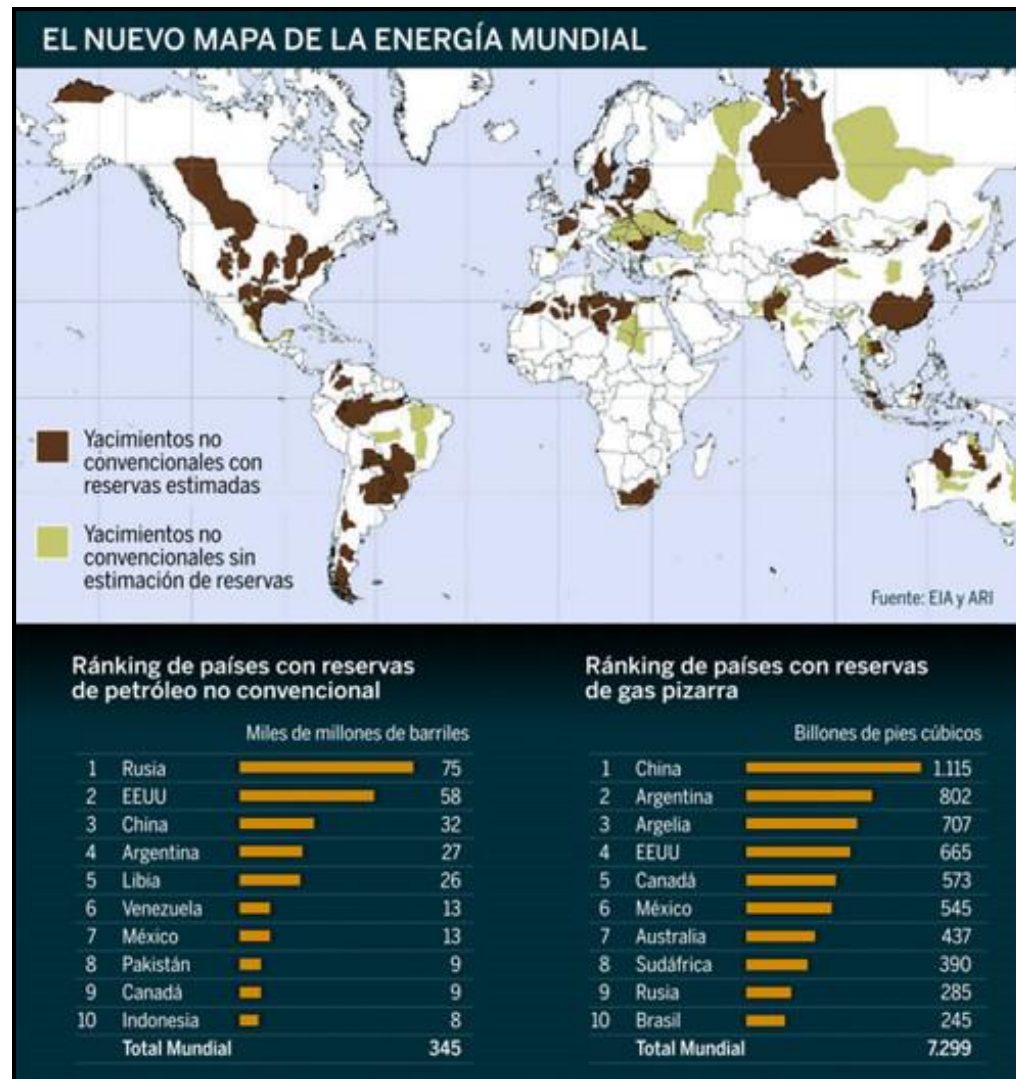 EL NUEVO MAPA DE LA ENERGÍA MUNDIAL
Yacimientos no
convencionales con
reservas estimadas
Yacimientos no
convencionales sin
estimación de reservas
Fuente: EIA y ARI
Ránking de países con reservas
de petróleo no convencional
Miles de millones de barriles
1 Rusia 75
2 EEUU 58
3 China 32
4 Argentina 27
5 Libia 26
6 Venezuela 13
7 México 13
8 Pakistán 9
9 Canadá 9
10 Indonesia 8
Total Mundial 345
Ránking de países con reservas
de gas pizarra
Billones de pies cúbicos
1 China 1.115
2 Argentina 802
3 Argelia 707
4 EEUU 665
5 Canadá 573
6 México 545
7 Australia 437
8 Sudáfrica 390
9 Rusia 285
10 Brasil 245
Total Mundial 7.299